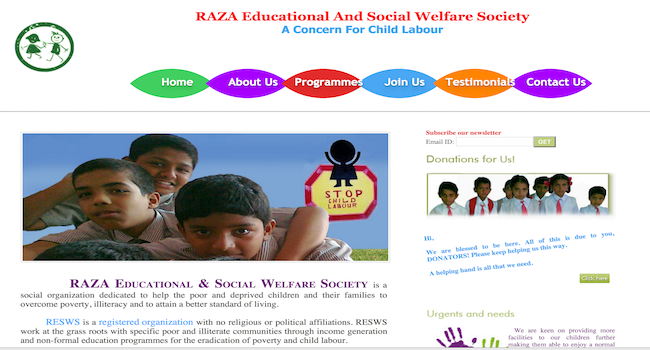 RAZA Educational And Social Welfare Society
A Concern For Child Labour
Home
About Us
Programmes
Join Us
Testimonials
Contact Us
Subscribe our newsletter
Email ID:
GET
Donations for Us!
STOP
CHILD
LABOUR
Hi,
We are blessed to be here. All of this is due to you,
DONATORS! Please keep helping us this way.
A helping hand is all that we need.
Click here
RAZA Educational & Social Welfare Society is a
social organization dedicated to help the poor and deprived children and their families to
overcome poverty, illiteracy and to attain a better standard of living.
RESWS is a registered organization with no religious or political affiliations. RESWS
work at the grass roots with specific poor and illiterate communities through income generation
and non-formal education programmes for the eradication of poverty and child labour.
Urgents and needs
We are keen on providing more
facilities to our children further
making them able to enjoy a normal